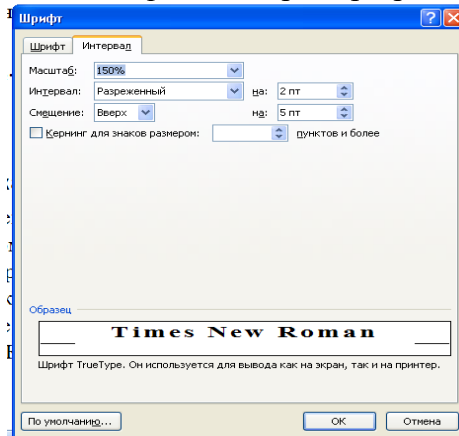 Шрифт
Шрифт Интервал
Масштаб: 150%
Интервал: Разреженный на: 2 пт
Смещение: Вверх на: 5 пт
Кернинг для знаков размером: пунктов и более
Образец
Times New Roman
Шрифт TrueType. Он используется для вывода как на экран, так и на принтер.
По умолчанию... ОК Отмена